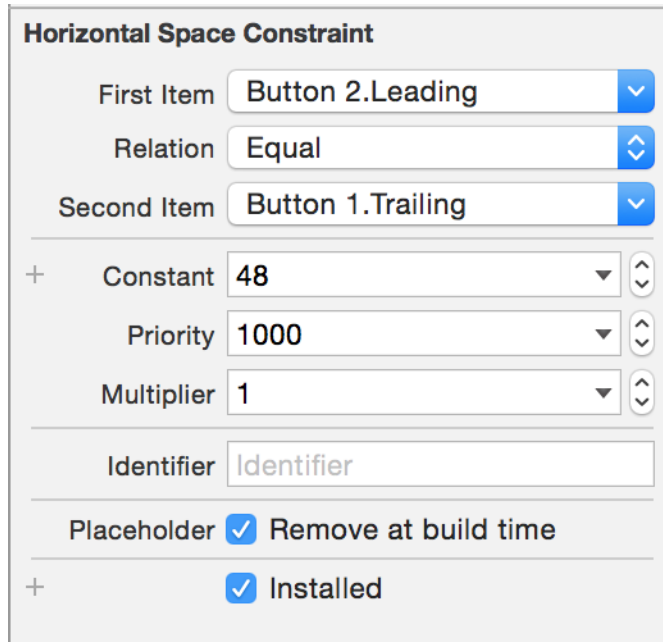 Horizontal Space Constraint
First Item Button 2.Leading
Relation Equal
Second Item Button 1.Trailing
+ Constant 48
Priority 1000
Multiplier 1
Identifier Identifier
Placeholder Remove at build time
+ Installed